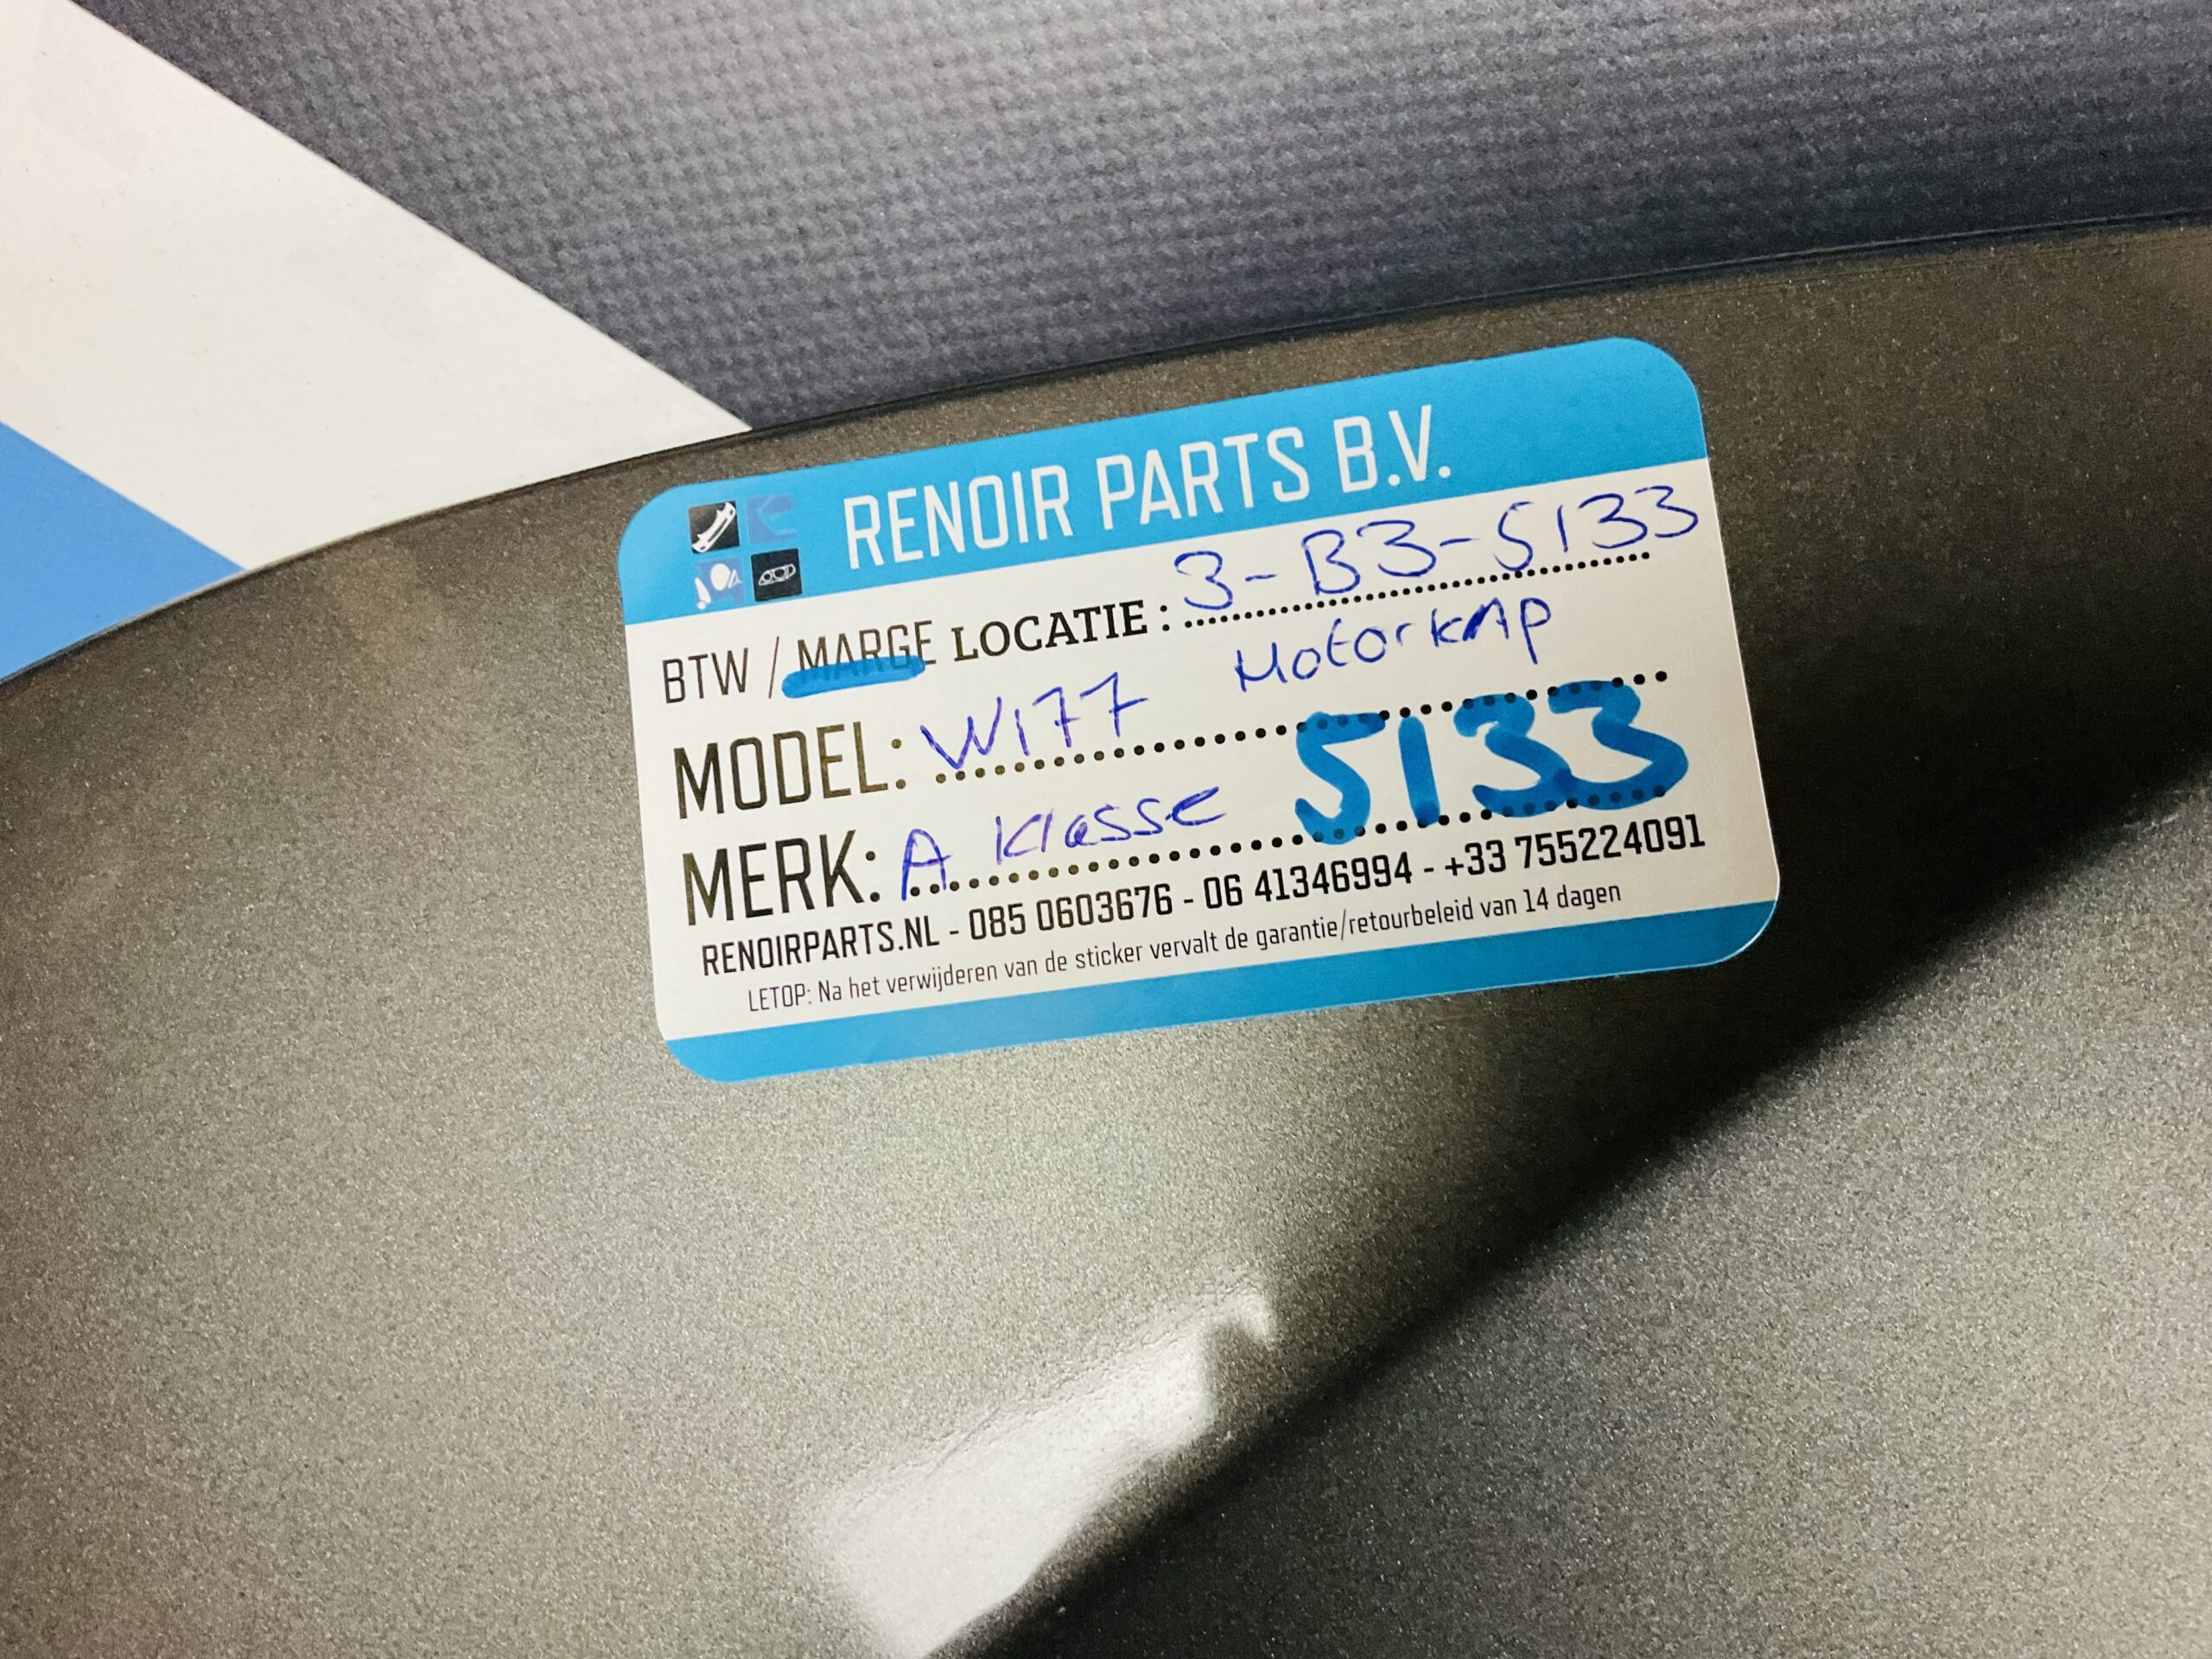 RENOIR PARTS B.V.
BTW / MARGE LOCATIE : 3-B3-5133
MODEL: W177 Motorkap
MERK: A Klasse 5133
RENOIRPARTS.NL - 085 0603676 - 06 41346994 - +33 755224091
LETOP: Na het verwijderen van de sticker vervalt de garantie/retourbeleid van 14 dagen